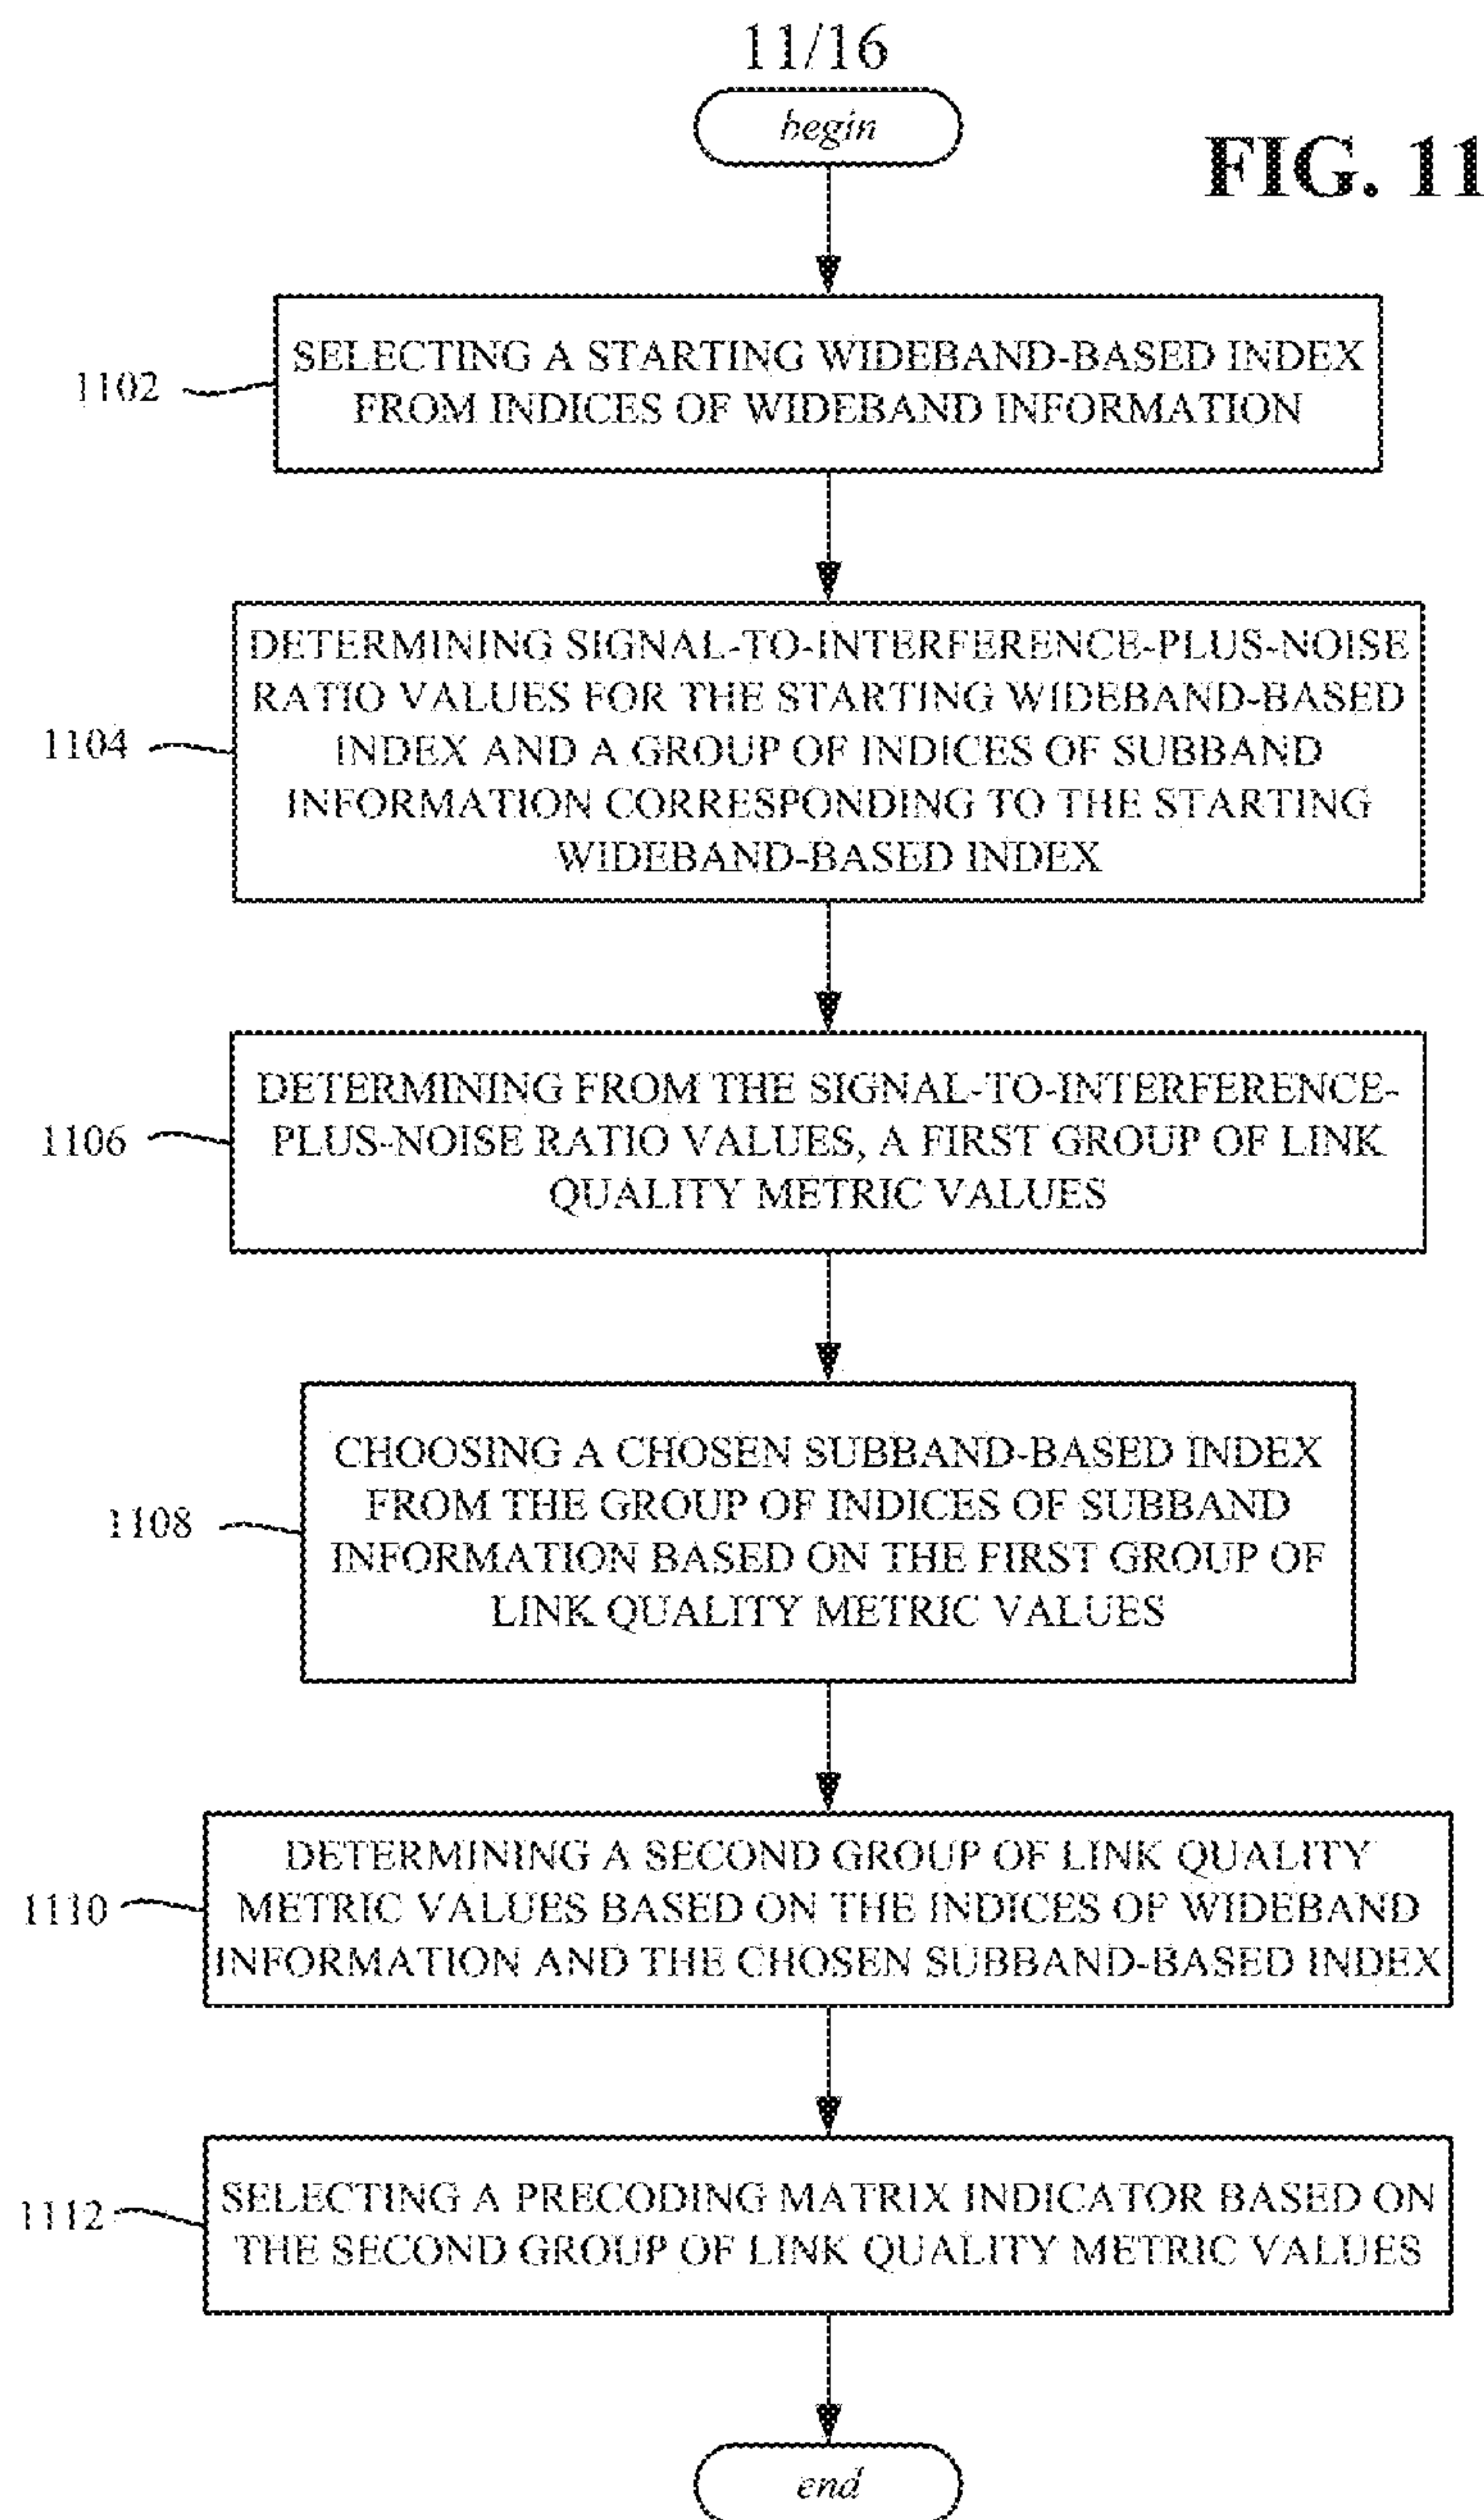 11/16
begin
FIG. 11
SELECTING A STARTING WIDEBAND-BASED INDEX
FROM INDICES OF WIDEBAND INFORMATION
1102
DETERMINING SIGNAL-TO-INTERFERENCE-PLUS-NOISE
RATIO VALUES FOR THE STARTING WIDEBAND-BASED
INDEX AND A GROUP OF INDICES OF SUBBAND
INFORMATION CORRESPONDING TO THE STARTING
WIDEBAND-BASED INDEX
1104
DETERMINING FROM THE SIGNAL-TO-INTERFERENCE-
PLUS-NOISE RATIO VALUES, A FIRST GROUP OF LINK
QUALITY METRIC VALUES
1106
CHOOSING A CHOSEN SUBBAND-BASED INDEX
FROM THE GROUP OF INDICES OF SUBBAND
INFORMATION BASED ON THE FIRST GROUP OF
LINK QUALITY METRIC VALUES
1108
DETERMINING A SECOND GROUP OF LINK QUALITY
METRIC VALUES BASED ON THE INDICES OF WIDEBAND
INFORMATION AND THE CHOSEN SUBBAND-BASED INDEX
1110
SELECTING A PRECODING MATRIX INDICATOR BASED ON
THE SECOND GROUP OF LINK QUALITY METRIC VALUES
1112
end